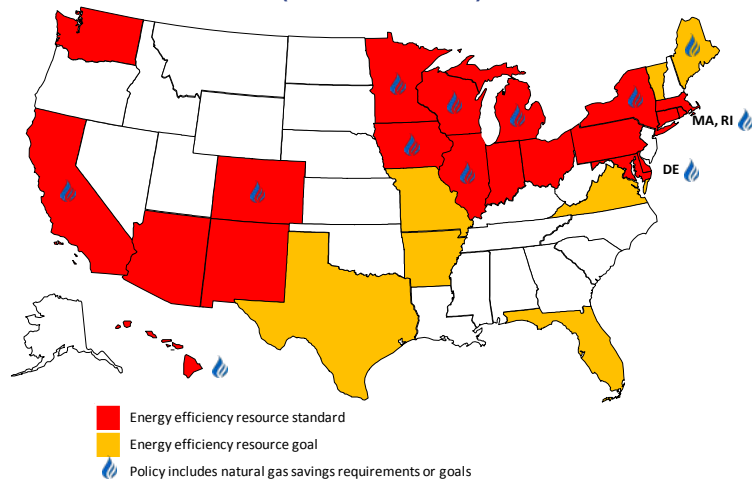 MA, RI
DE
Energy efficiency resource standard
Energy efficiency resource goal
Policy includes natural gas savings requirements or goals